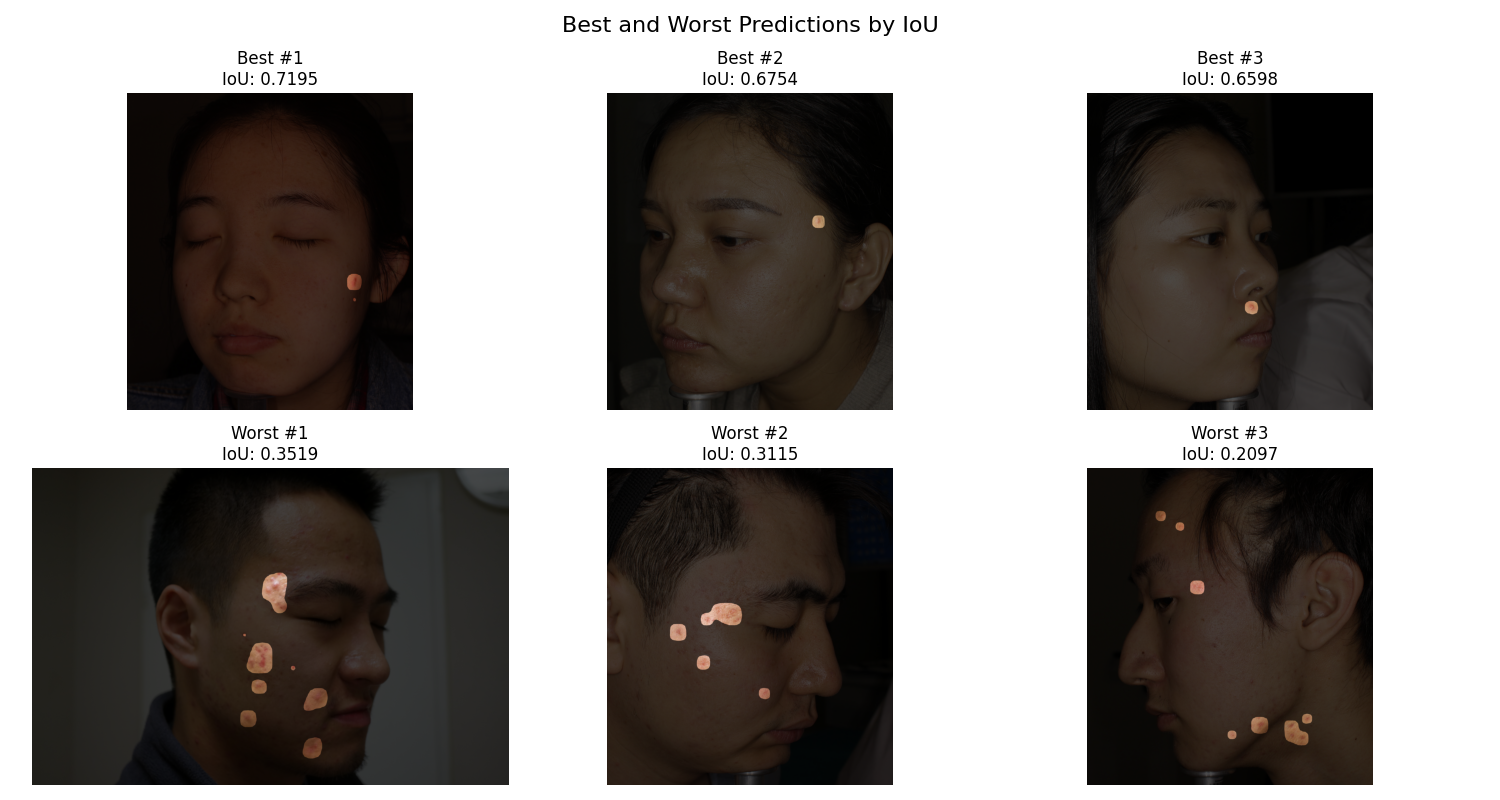 Best and Worst Predictions by IoU
Best #1
IoU: 0.7195
Best #2
IoU: 0.6754
Best #3
IoU: 0.6598
Worst #1
IoU: 0.3519
Worst #2
IoU: 0.3115
Worst #3
IoU: 0.2097